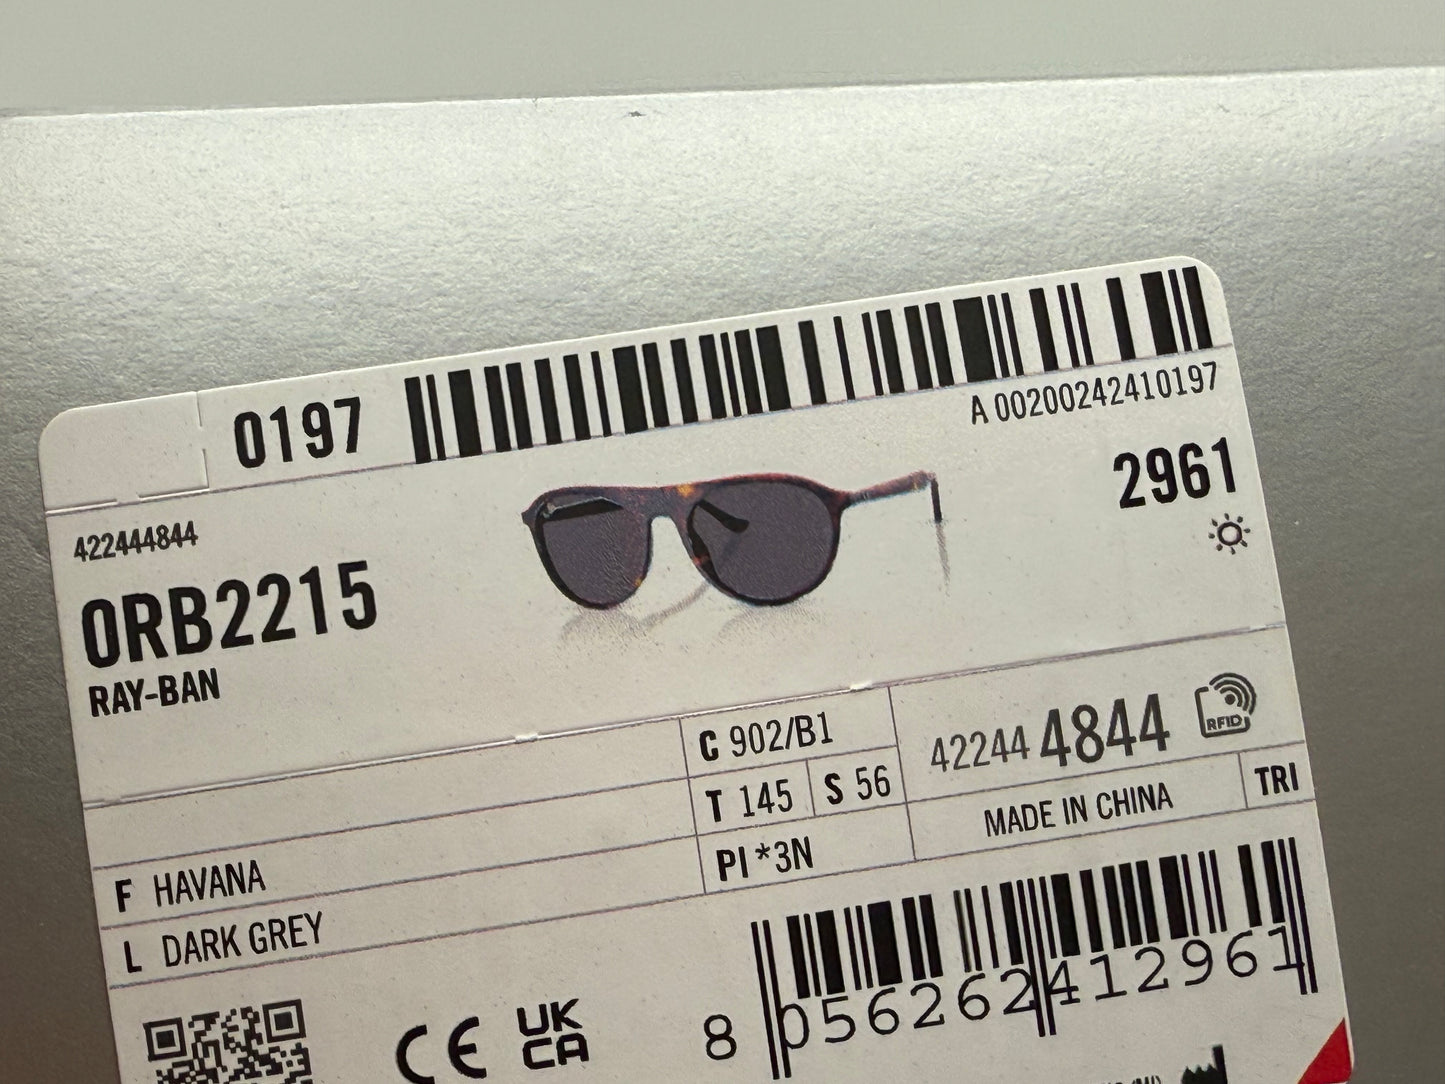 0197
A 00200242410197
422444844
2961
0RB2215
RAY-BAN
C 902/B1
42244 4844
RFID
T 145
S 56
MADE IN CHINA
TRI
F HAVANA
PI *3N
L DARK GREY
CE
UK
CA
8 056262 412961